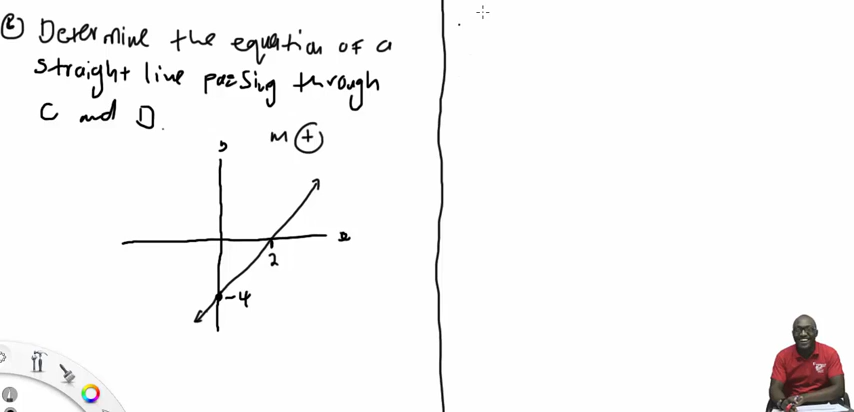 Determine the equation of a
straight line passing through
C and D.
m +
y
x
2
-4